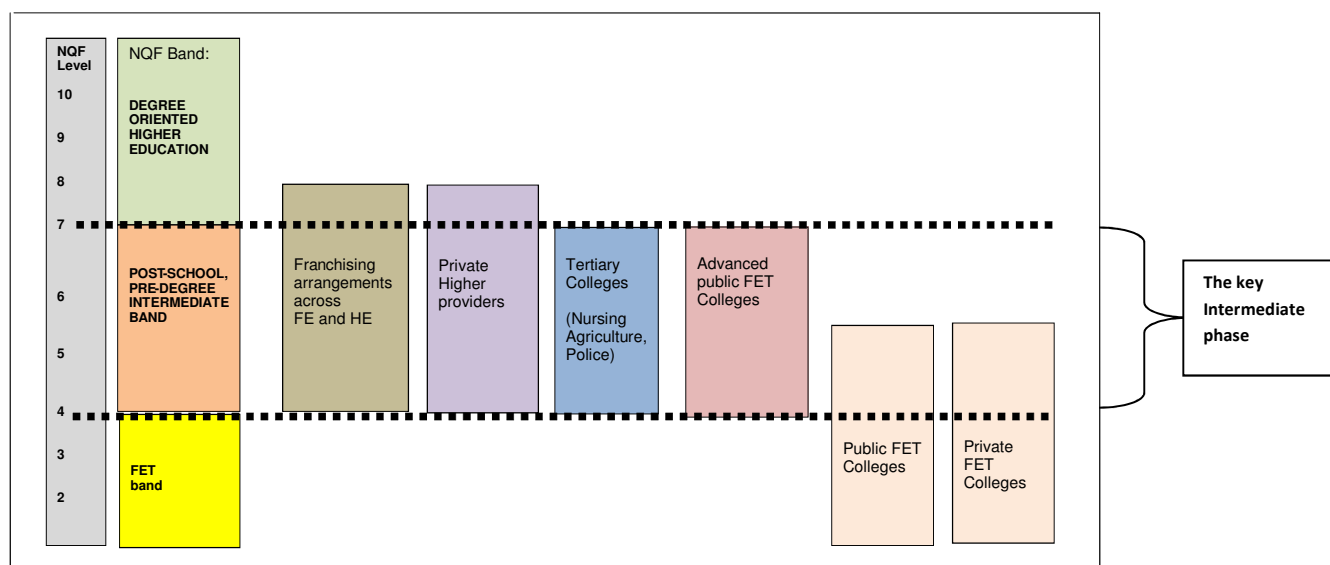 NQF
Level
10
9
8
7
6
5
4
3
2
NQF Band:
DEGREE
ORIENTED
HIGHER
EDUCATION
POST-SCHOOL,
PRE-DEGREE
INTERMEDIATE
BAND
FET
band
Franchising
arrangements
across
FE and HE
Private
Higher
providers
Tertiary
Colleges
(Nursing
Agriculture,
Police)
Advanced
public FET
Colleges
Public FET
Colleges
Private
FET
Colleges
The key
Intermediate
phase